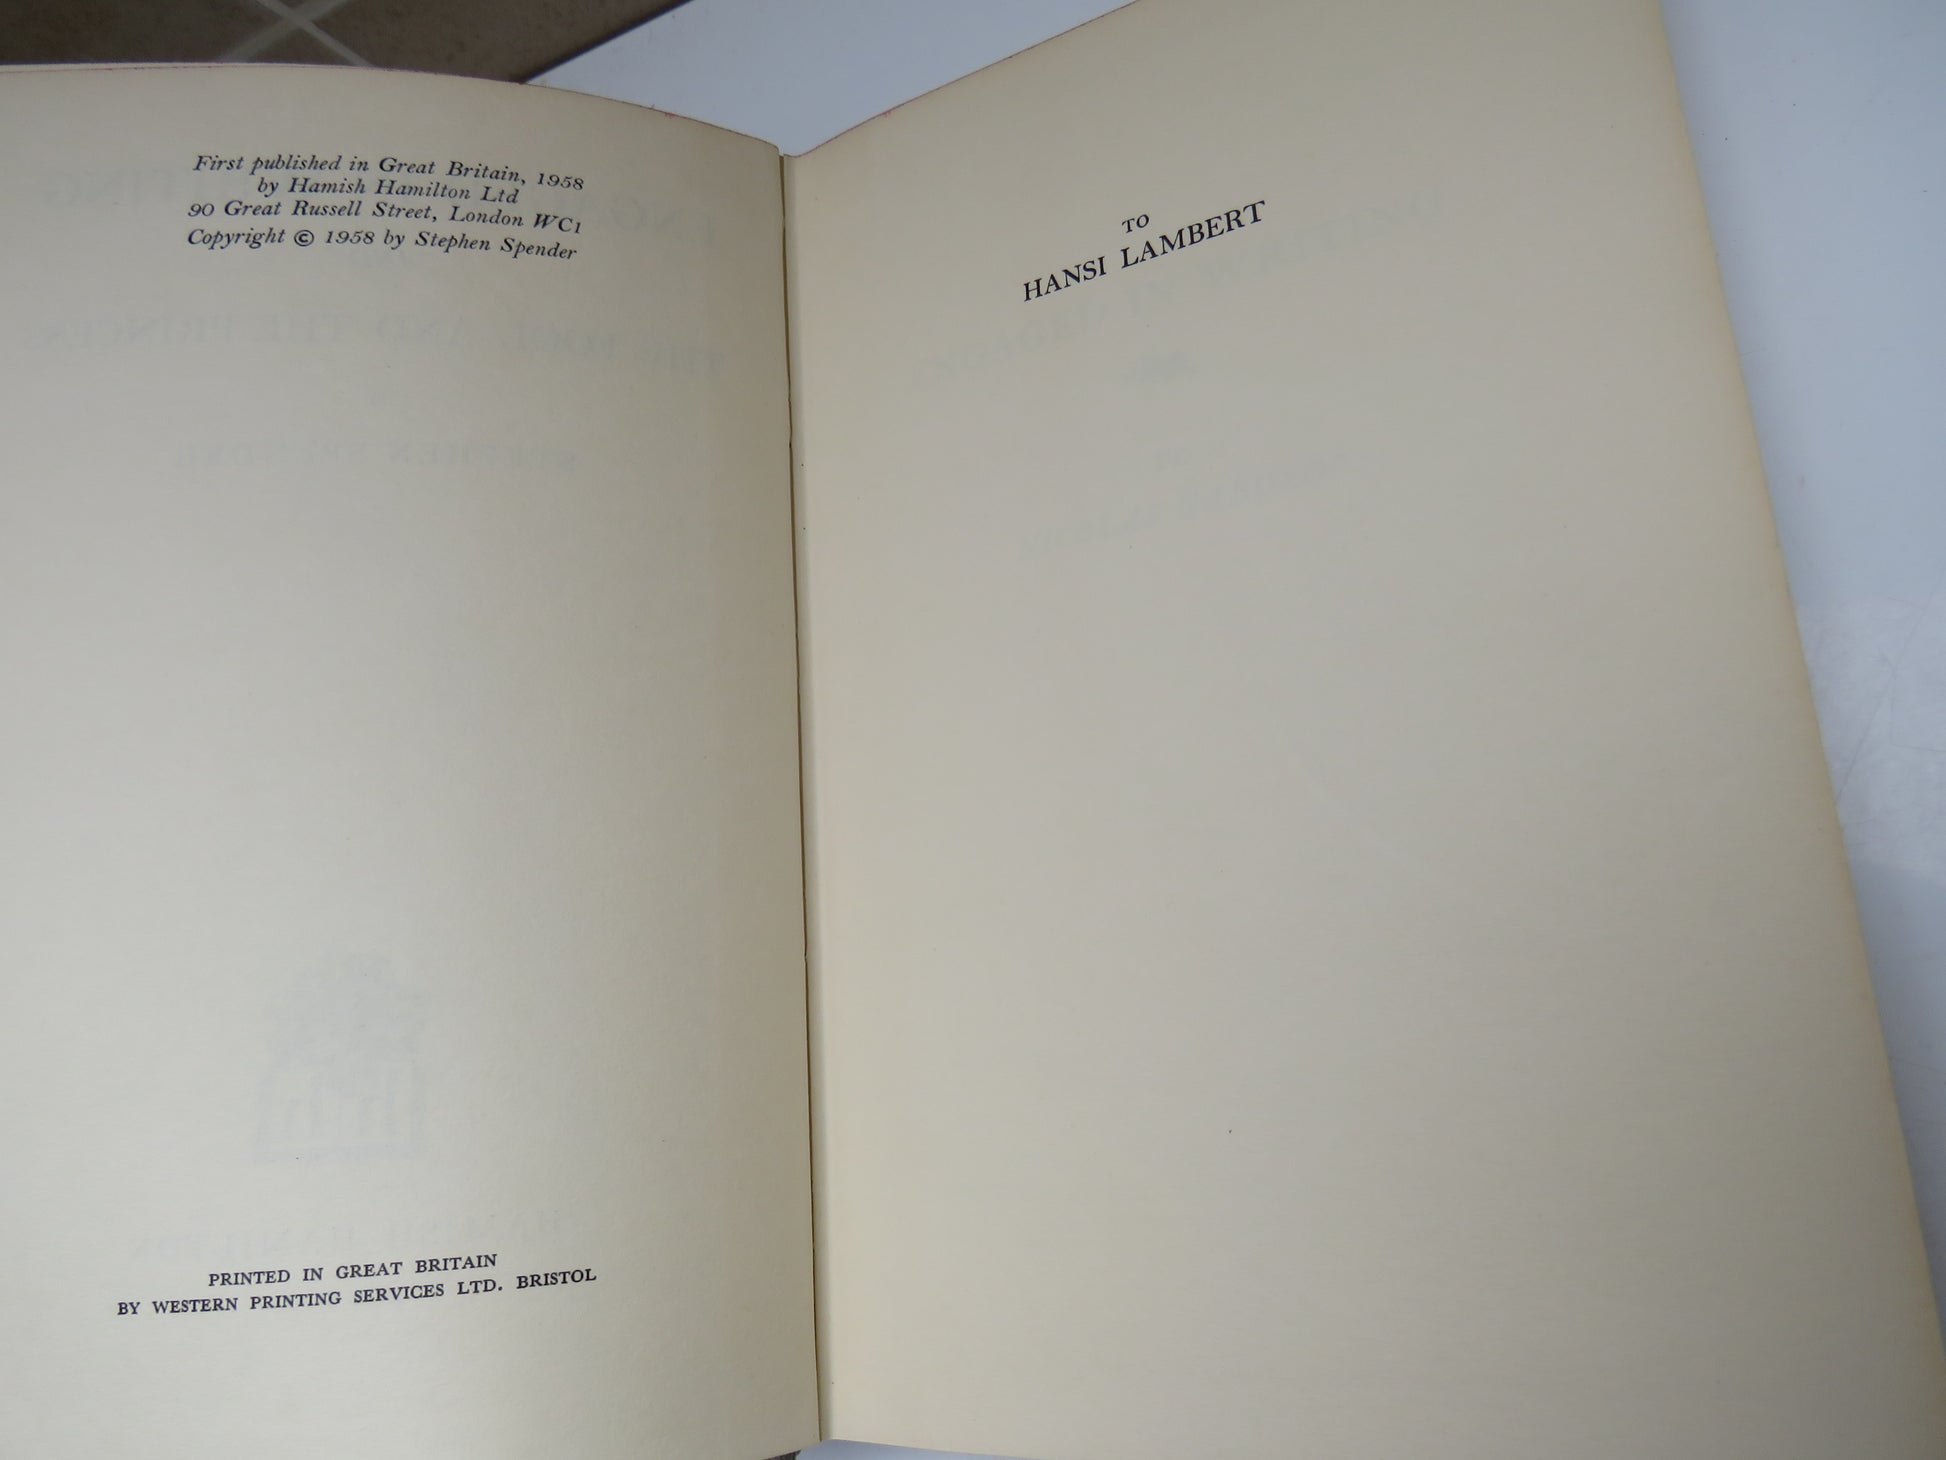 First published in Great Britain, 1958
by Hamish Hamilton Ltd
90 Great Russell Street, London WC1
Copyright © 1958 by Stephen Spender
PRINTED IN GREAT BRITAIN
BY WESTERN PRINTING SERVICES LTD. BRISTOL
TO
HANSI LAMBERT